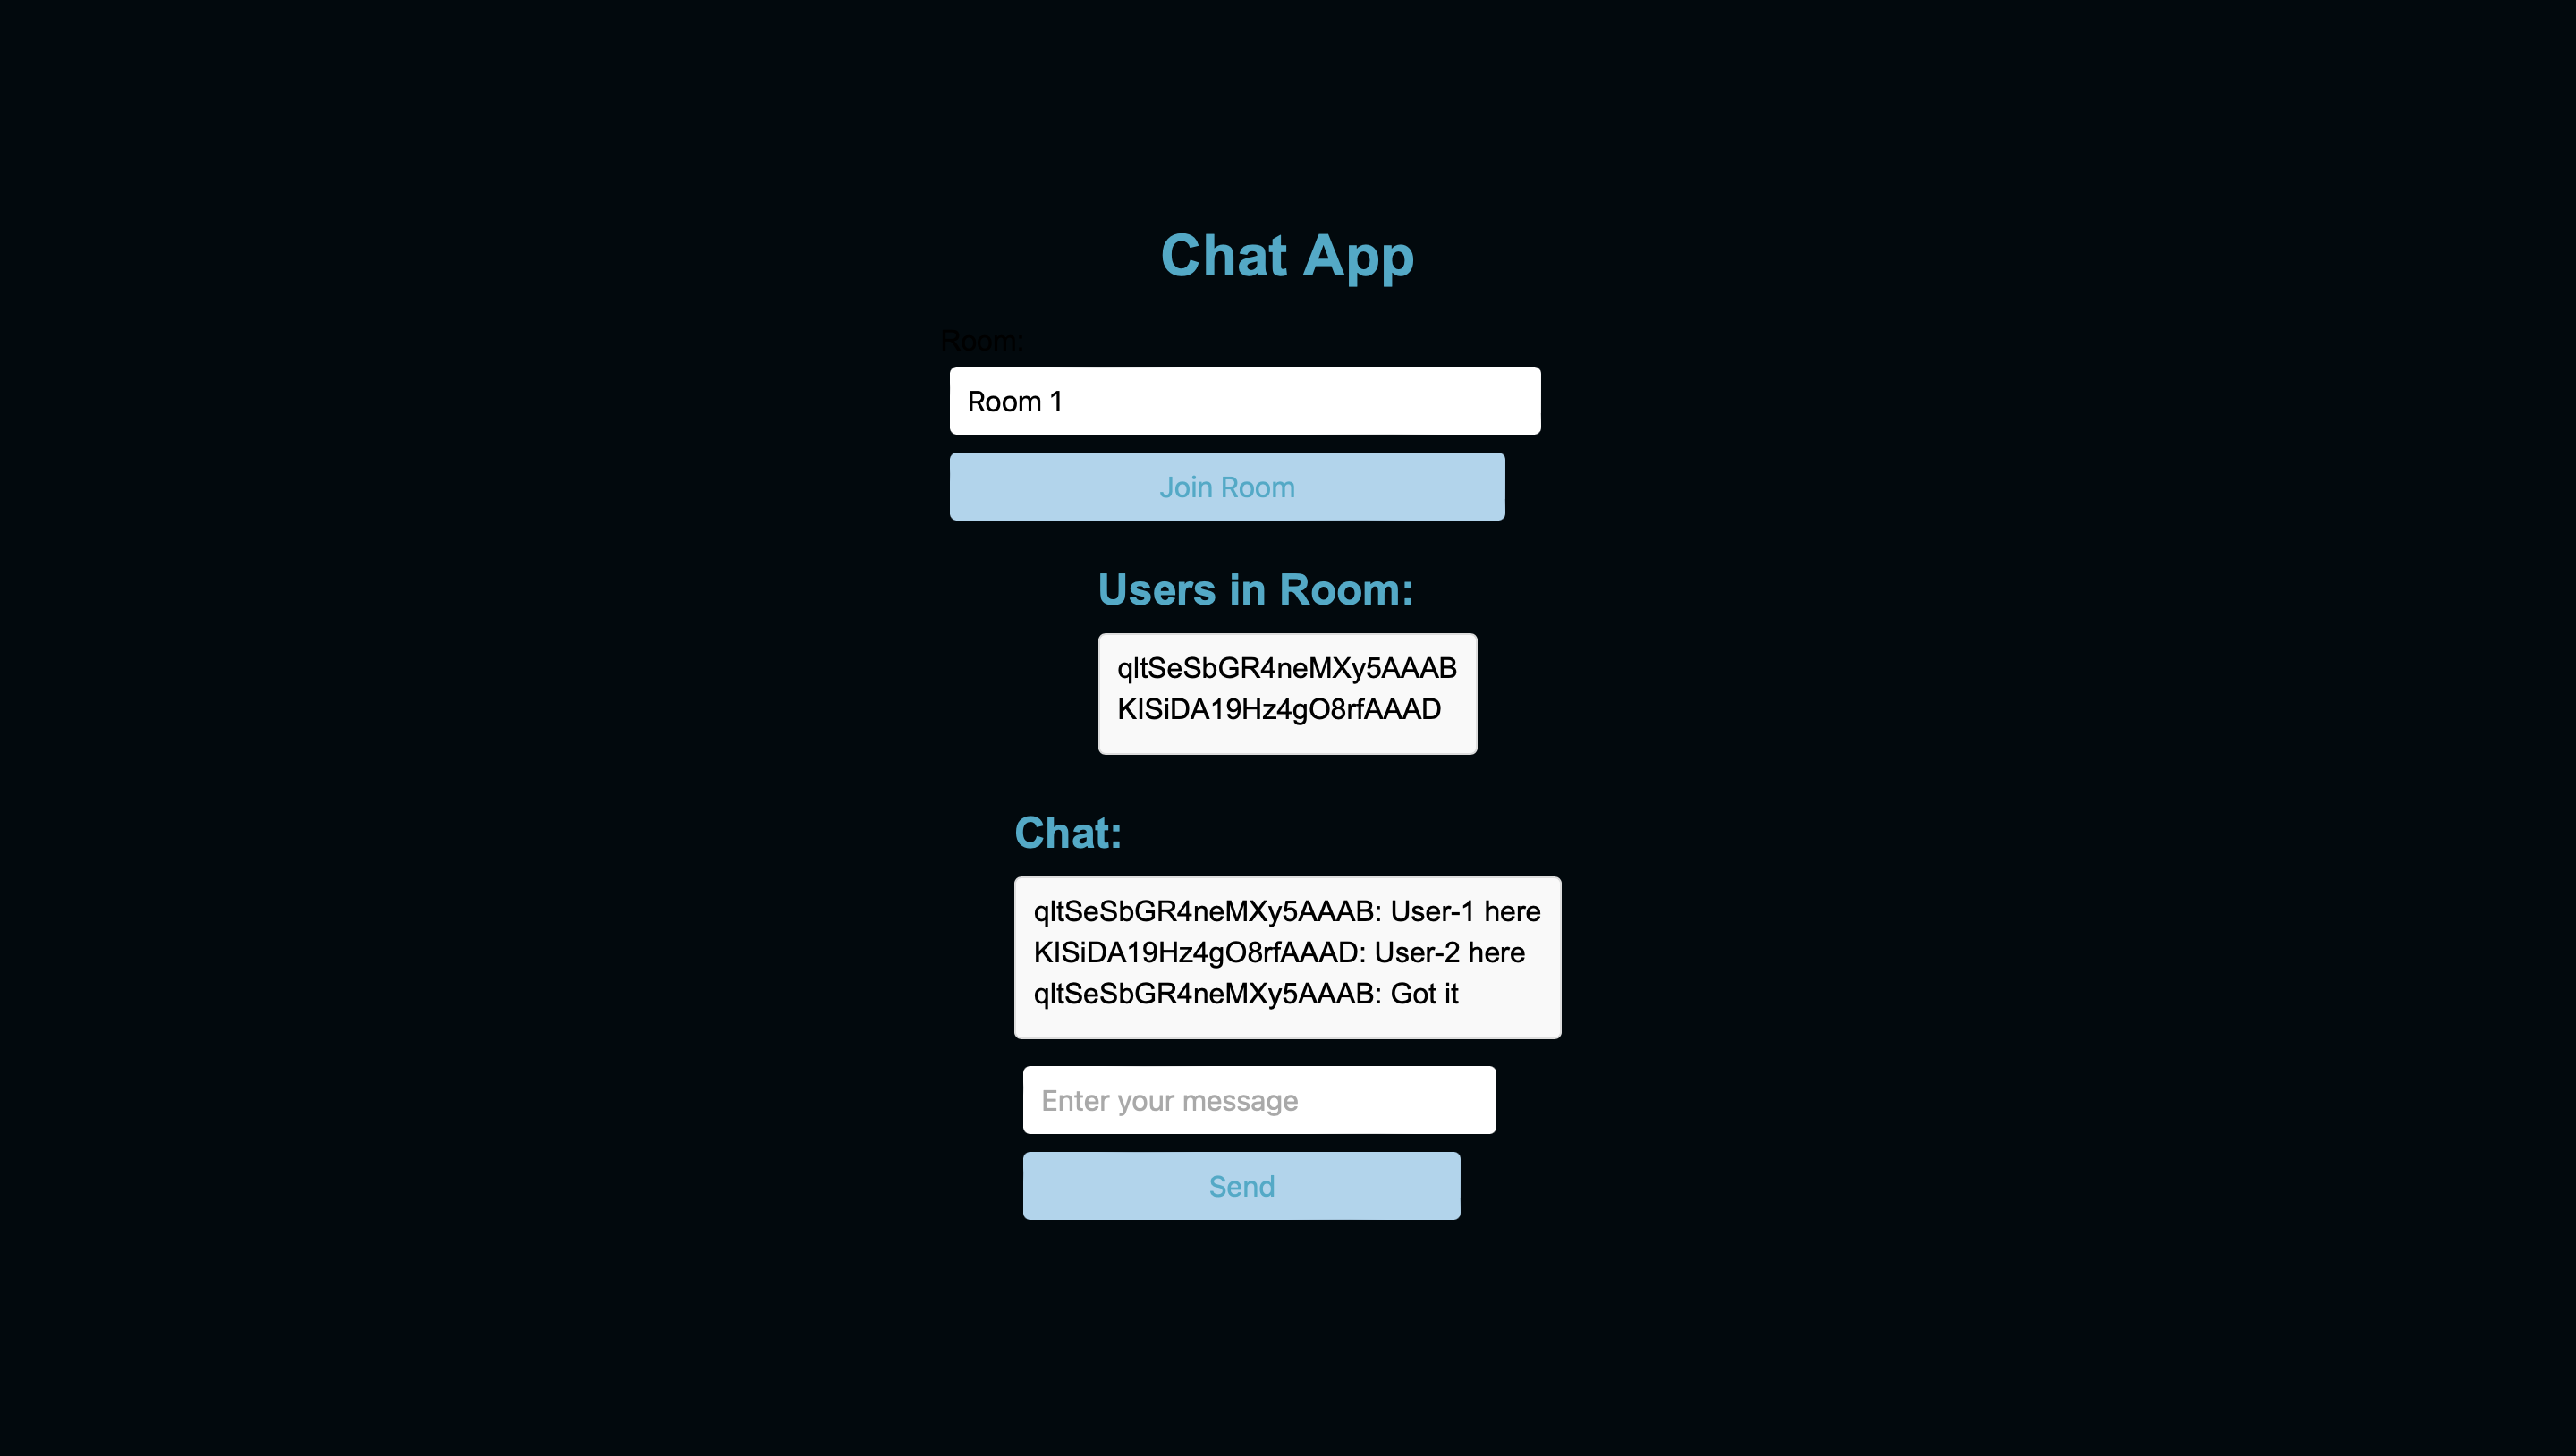 Chat App
Room:
Room 1
Join Room
Users in Room:
qltSeSbGR4neMXy5AAAB
KISiDA19Hz4gO8rfAAAD
Chat:
qltSeSbGR4neMXy5AAAB: User-1 here
KISiDA19Hz4gO8rfAAAD: User-2 here
qltSeSbGR4neMXy5AAAB: Got it
Enter your message
Send